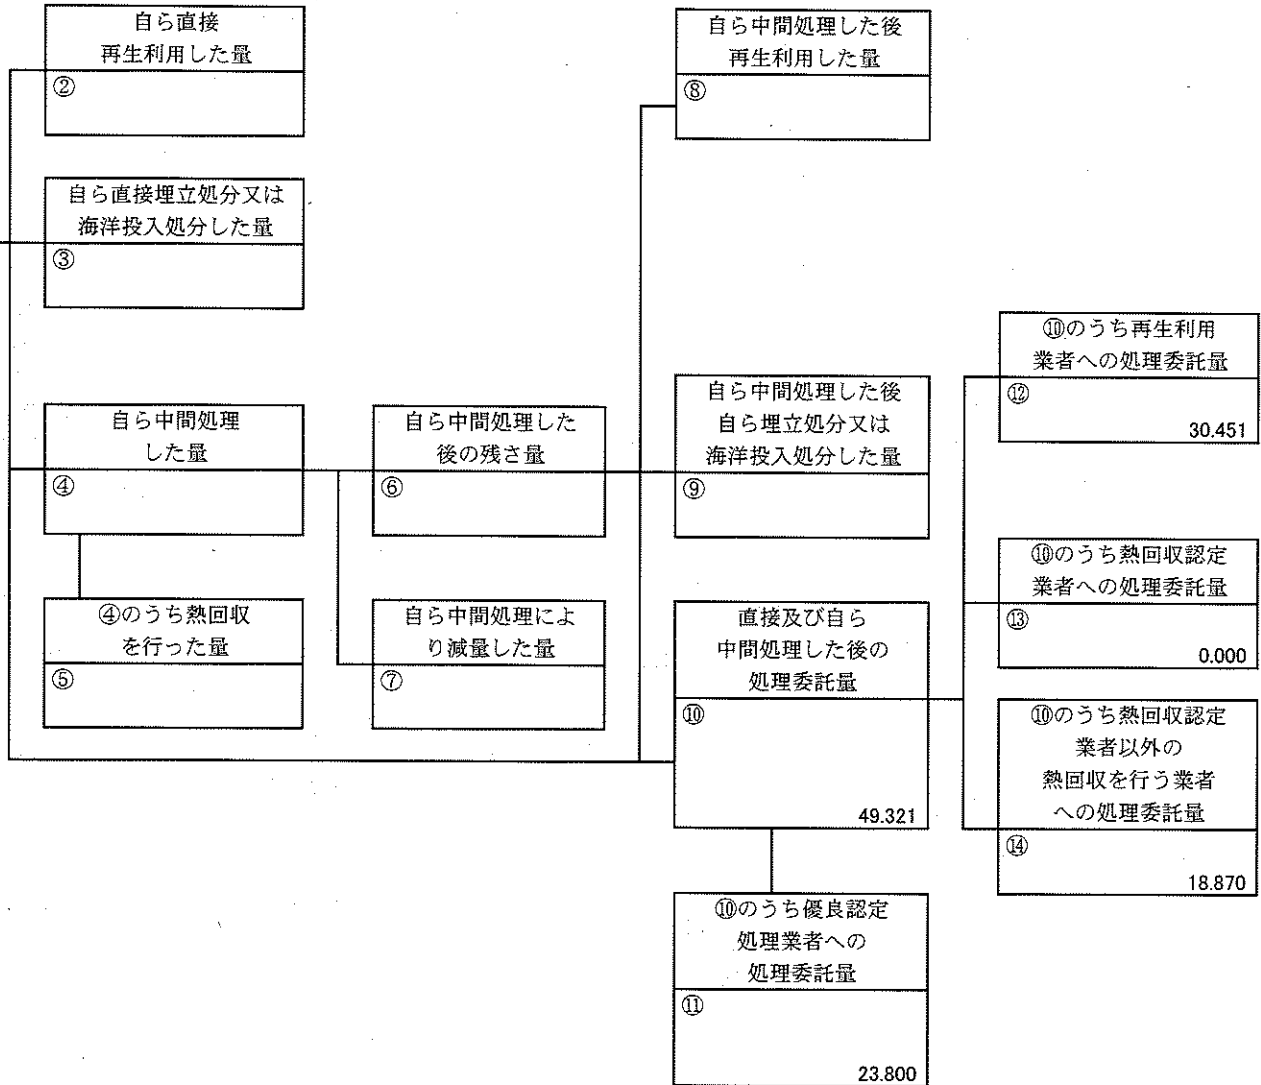 自ら直接
再生利用した量
②
自ら直接埋立処分又は
海洋投入処分した量
③
自ら中間処理
した量
④
④のうち熱回収
を行った量
⑤
自ら中間処理した
後の残さ量
⑥
自ら中間処理によ
り減量した量
⑦
自ら中間処理した後
再生利用した量
⑧
自ら中間処理した後
自ら埋立処分又は
海洋投入処分した量
⑨
直接及び自ら
中間処理した後の
処理委託量
⑩
49.321
⑩のうち優良認定
処理業者への
処理委託量
⑪
23.800
⑩のうち再生利用
業者への処理委託量
⑫
30.451
⑩のうち熱回収認定
業者への処理委託量
⑬
0.000
⑩のうち熱回収認定
業者以外の
熱回収を行う業者
への処理委託量
⑭
18.870